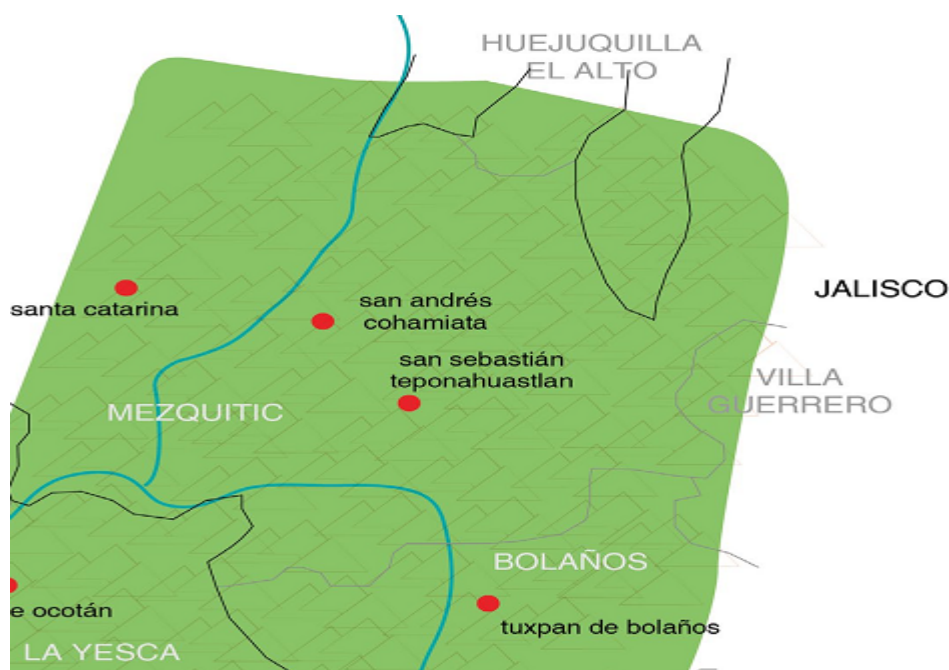 HUEJUQUILLA
EL ALTO
JALISCO
santa catarina
san andrés
cohamiata
san sebastián
teponahuastlan
VILLA
GUERRERO
MEZQUITIC
BOLAÑOS
e ocotán
tuxpan de bolaños
LA YESCA